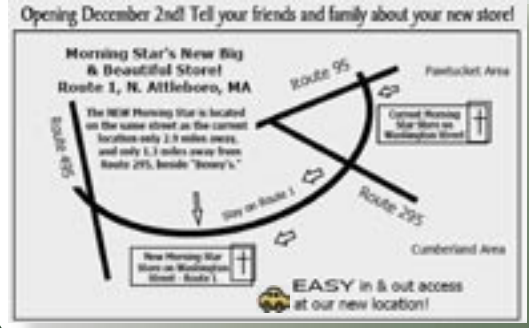 Opening December 2nd! Tell your friends and family about your new store!
Morning Star's New Big
& Beautiful Store!
Route 1, N. Attleboro, MA
The NEW Morning Star is located
on the same street as the current
location only 2.9 miles away,
and only 1.3 miles away from
Route 295, beside "Denny's."
Route 95
Pawtucket Area
Current Morning
Star Store on
Washington Street
Route 495
Stay on Route 1
Route 295
New Morning Star
Store on Washington
Street - Route 1
Cumberland Area
EASY in & out access
at our new location!